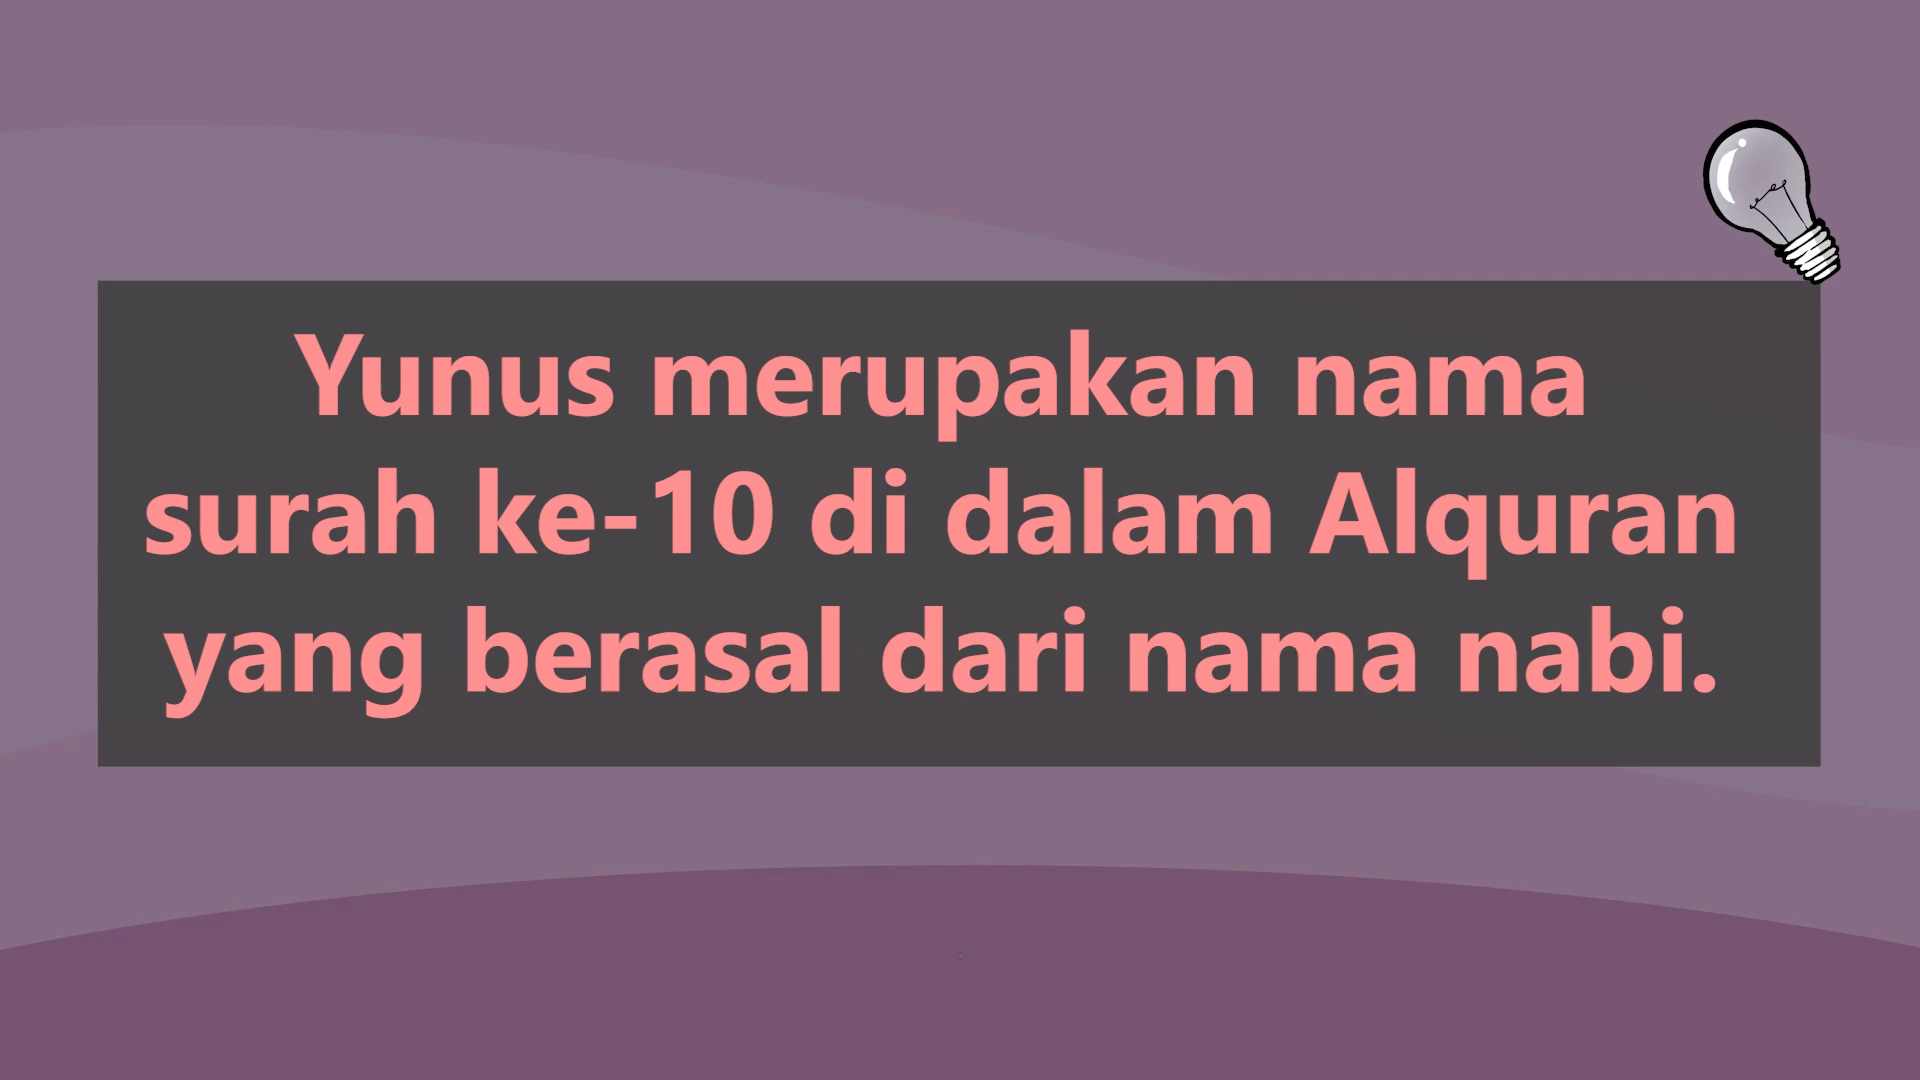 Yunus merupakan nama
surah ke-10 di dalam Alquran
yang berasal dari nama nabi.